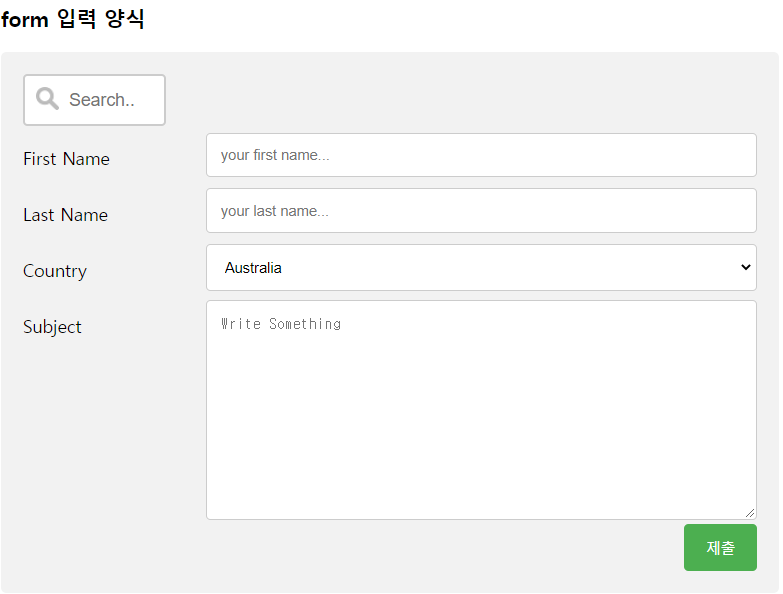 form 입력 양식
Search..
First Name
your first name...
Last Name
your last name...
Country
Australia
Subject
Write Something
제출